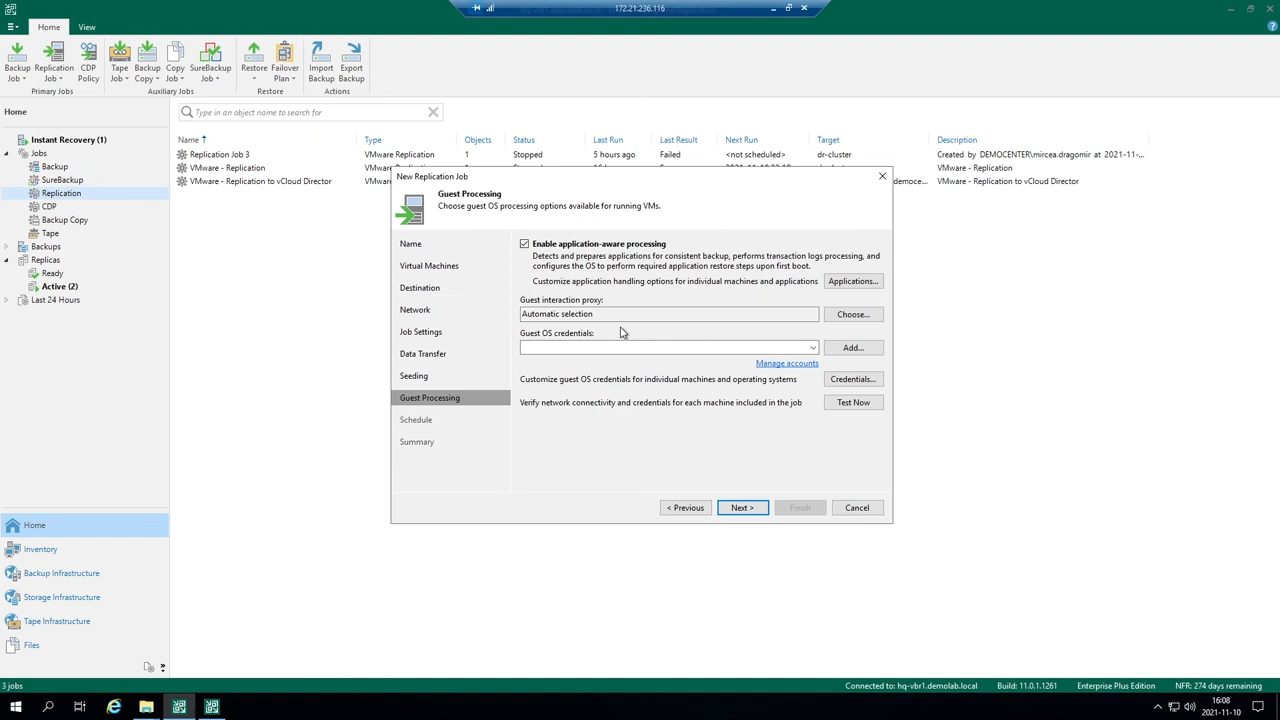 172.21.236.116
Home
View
Backup Job
Replication Job
CDP Policy
Tape Job
Backup Copy
Copy Job
SureBackup Job
Restore
Failover Plan
Import Backup
Export Backup
Primary Jobs
Auxiliary Jobs
Restore
Actions
Home
Type in an object name to search for
Instant Recovery (1)
Jobs
Backup
SureBackup
Replication
CDP
Backup Copy
Tape
Backups
Replicas
Ready
Active (2)
Last 24 Hours
Name Type Objects Status Last Run Last Result Next Run Target Description
Replication Job 3 VMware Replication 1 Stopped 5 hours ago Failed <not scheduled> dr-cluster Created by DEMOCENTER\mircea.dragomir at 2021-11-...
VMware - Replication VMware - Replication
VMware - Replication to vCloud Director democe... VMware - Replication to vCloud Director
New Replication Job
Guest Processing
Choose guest OS processing options available for running VMs.
Name
Virtual Machines
Destination
Network
Job Settings
Data Transfer
Seeding
Guest Processing
Schedule
Summary
Enable application-aware processing
Detects and prepares applications for consistent backup, performs transaction logs processing, and
configures the OS to perform required application restore steps upon first boot.
Customize application handling options for individual machines and applications Applications...
Guest interaction proxy:
Automatic selection Choose...
Guest OS credentials:
Add...
Manage accounts
Customize guest OS credentials for individual machines and operating systems Credentials...
Verify network connectivity and credentials for each machine included in the job Test Now
< Previous Next > Finish Cancel
Home
Inventory
Backup Infrastructure
Storage Infrastructure
Tape Infrastructure
Files
3 jobs
Connected to: hq-vbr1.demolab.local Build: 11.0.1.1261 Enterprise Plus Edition NFR: 274 days remaining
16:08
2021-11-10